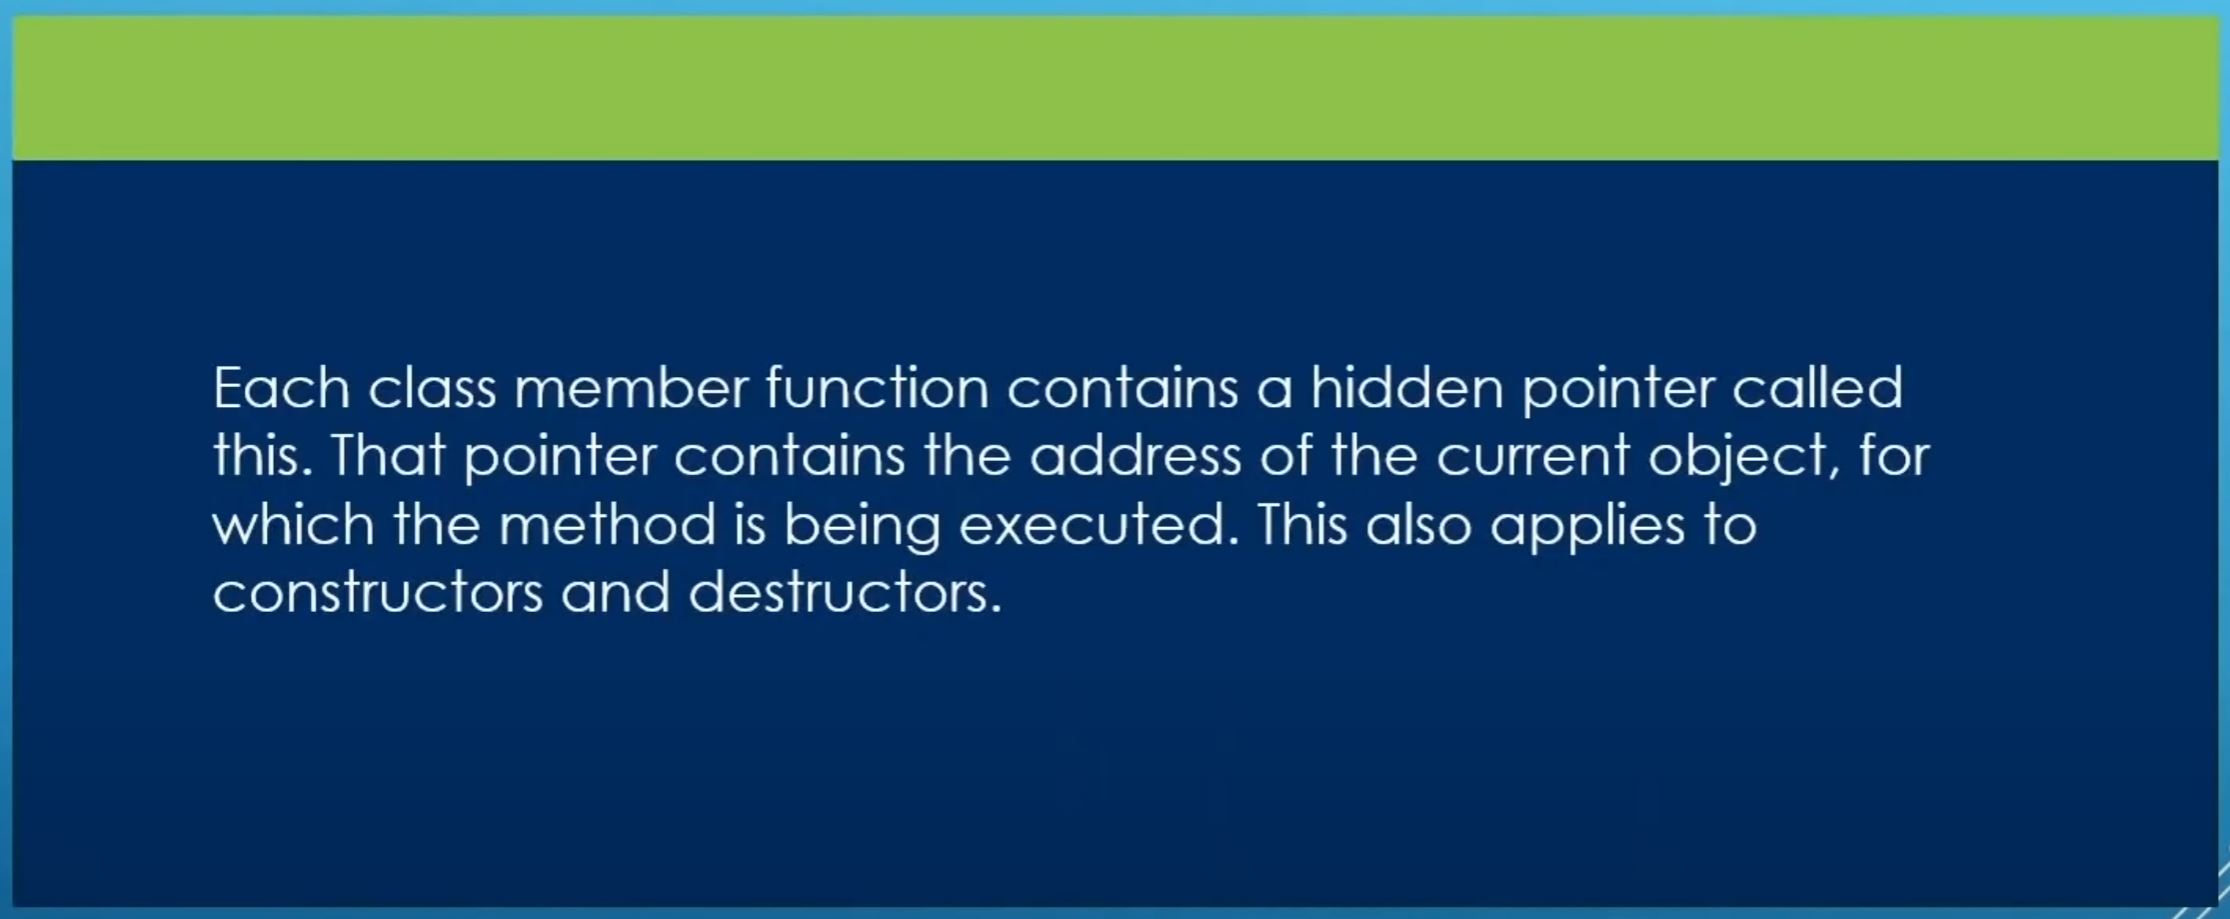 Each class member function contains a hidden pointer called
this. That pointer contains the address of the current object, for
which the method is being executed. This also applies to
constructors and destructors.